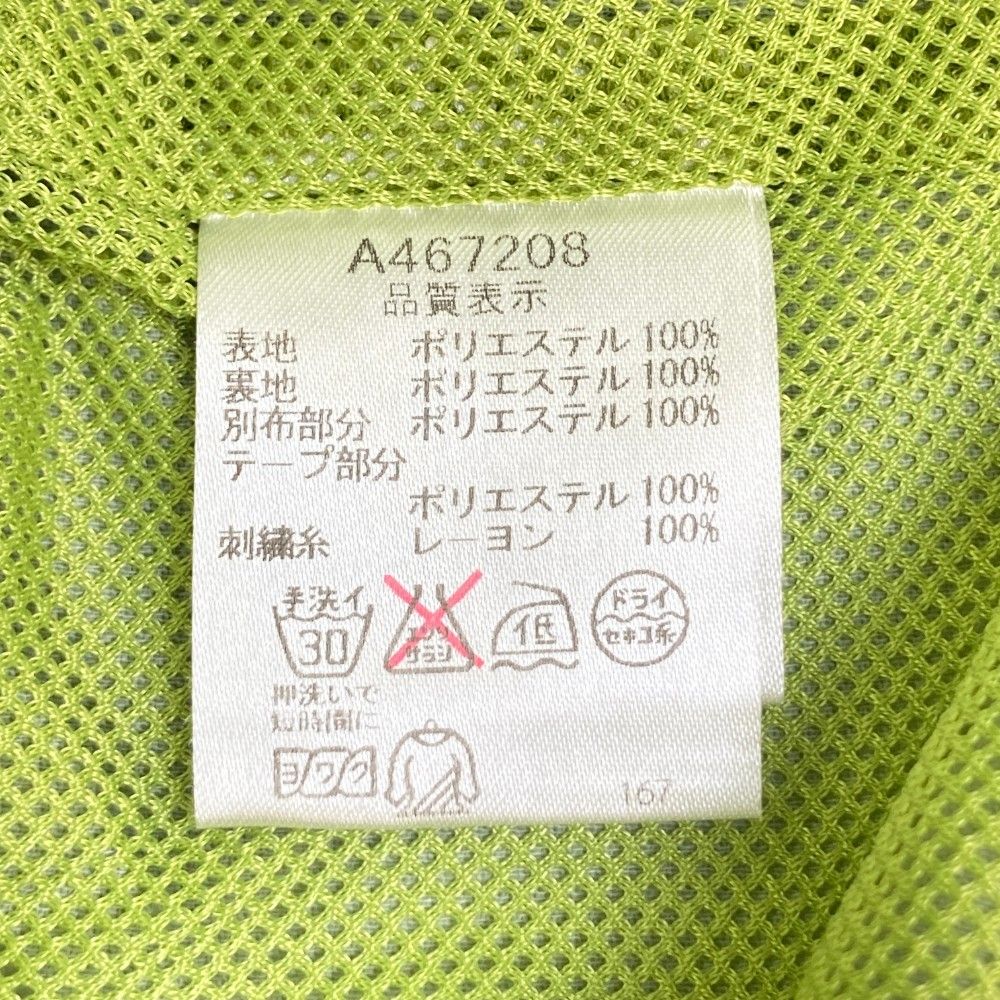 A467208
品質表示
表地 ポリエステル 100%
裏地 ポリエステル 100%
別布部分 ポリエステル 100%
テープ部分
ポリエステル 100%
刺繍糸 レーヨン 100%
手洗イ
30
エンソ
サラシ
低
ドライ
セキユ系
押洗いで
短時間に
ヨワク
167